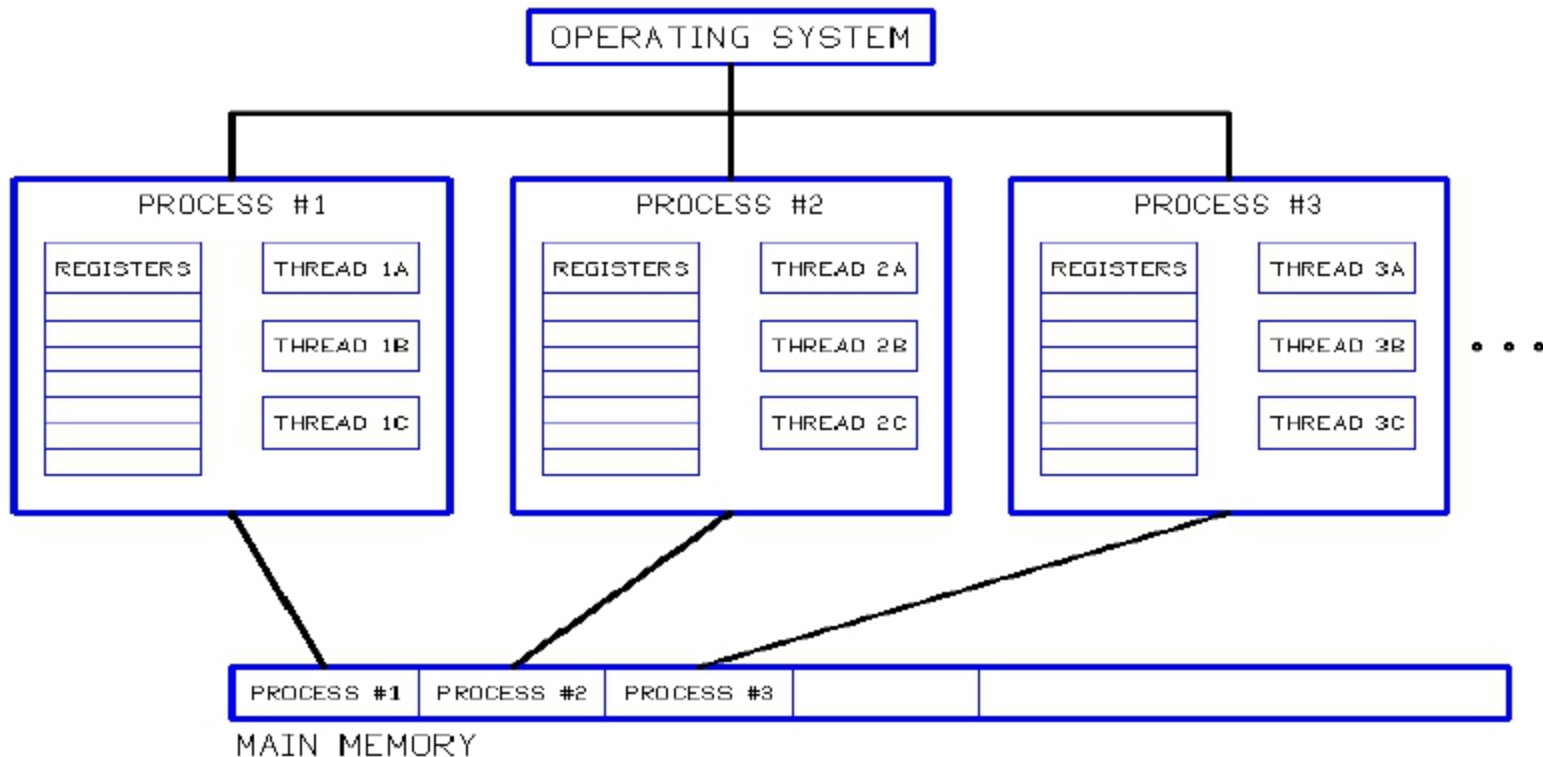 OPERATING SYSTEM
PROCESS #1
REGISTERS
THREAD 1A
THREAD 1B
THREAD 1C
PROCESS #2
REGISTERS
THREAD 2A
THREAD 2B
THREAD 2C
PROCESS #3
REGISTERS
THREAD 3A
THREAD 3B
THREAD 3C
• • •
PROCESS #1
PROCESS #2
PROCESS #3
MAIN MEMORY